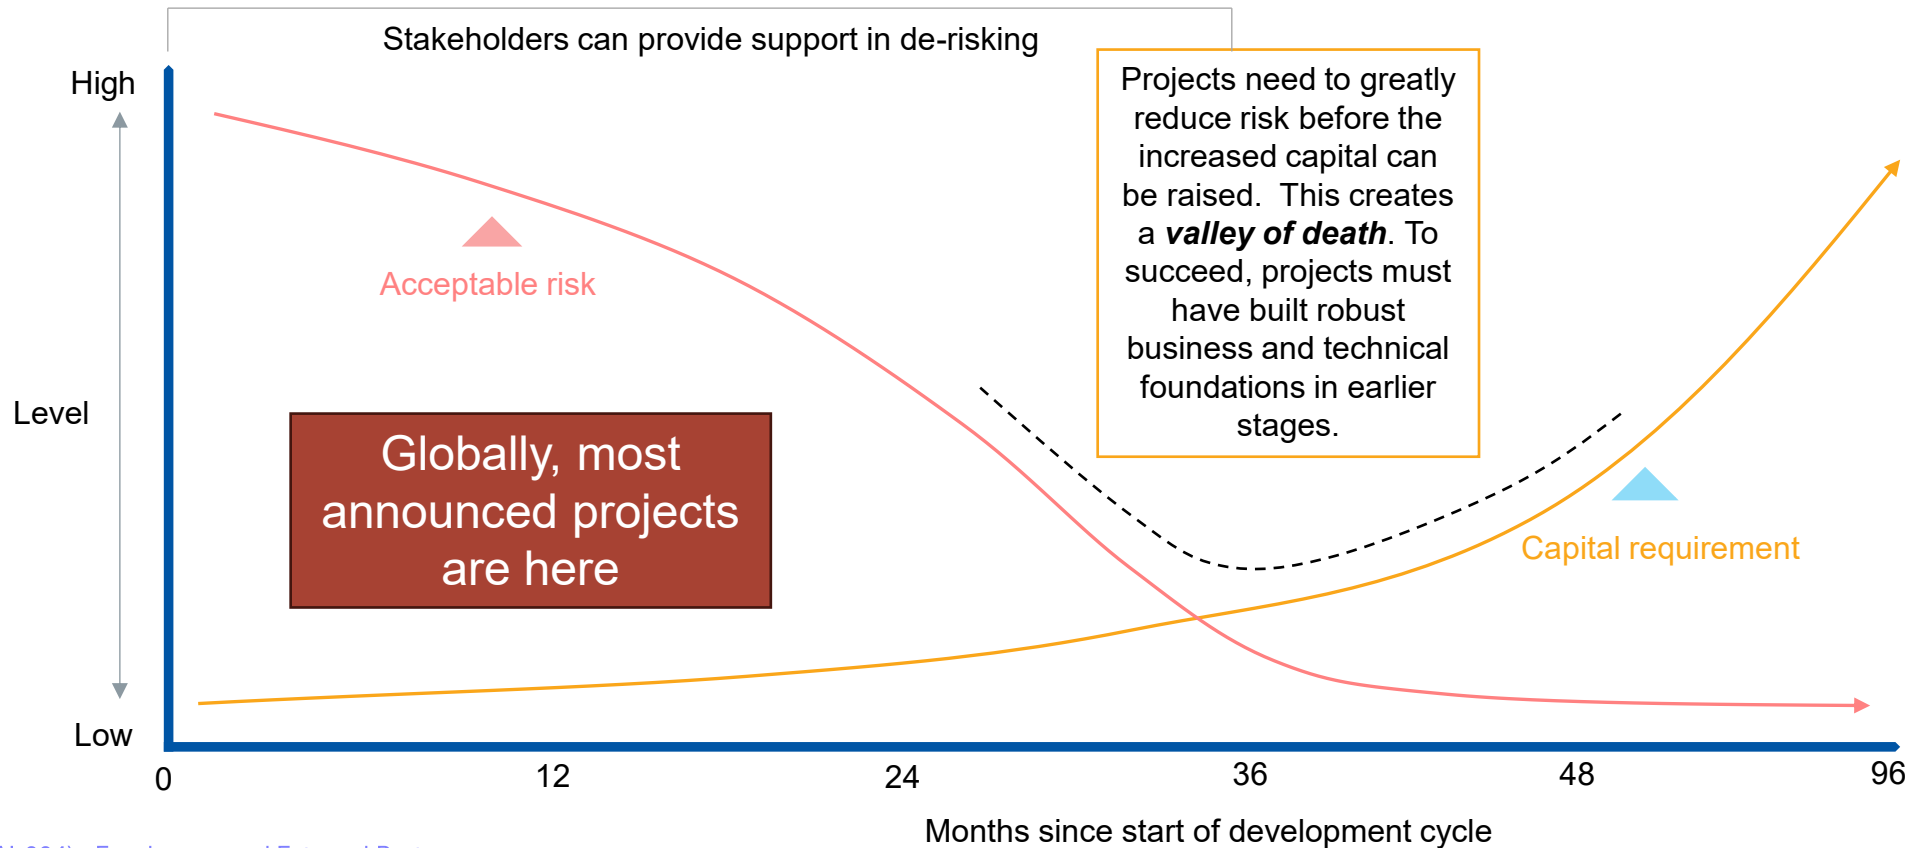 Stakeholders can provide support in de-risking
High
Projects need to greatly
reduce risk before the
increased capital can
be raised.  This creates
a valley of death. To
succeed, projects must
have built robust
business and technical
foundations in earlier
stages.
Acceptable risk
Level
Globally, most
announced projects
are here
Capital requirement
Low
0
12
24
36
48
96
Months since start of development cycle